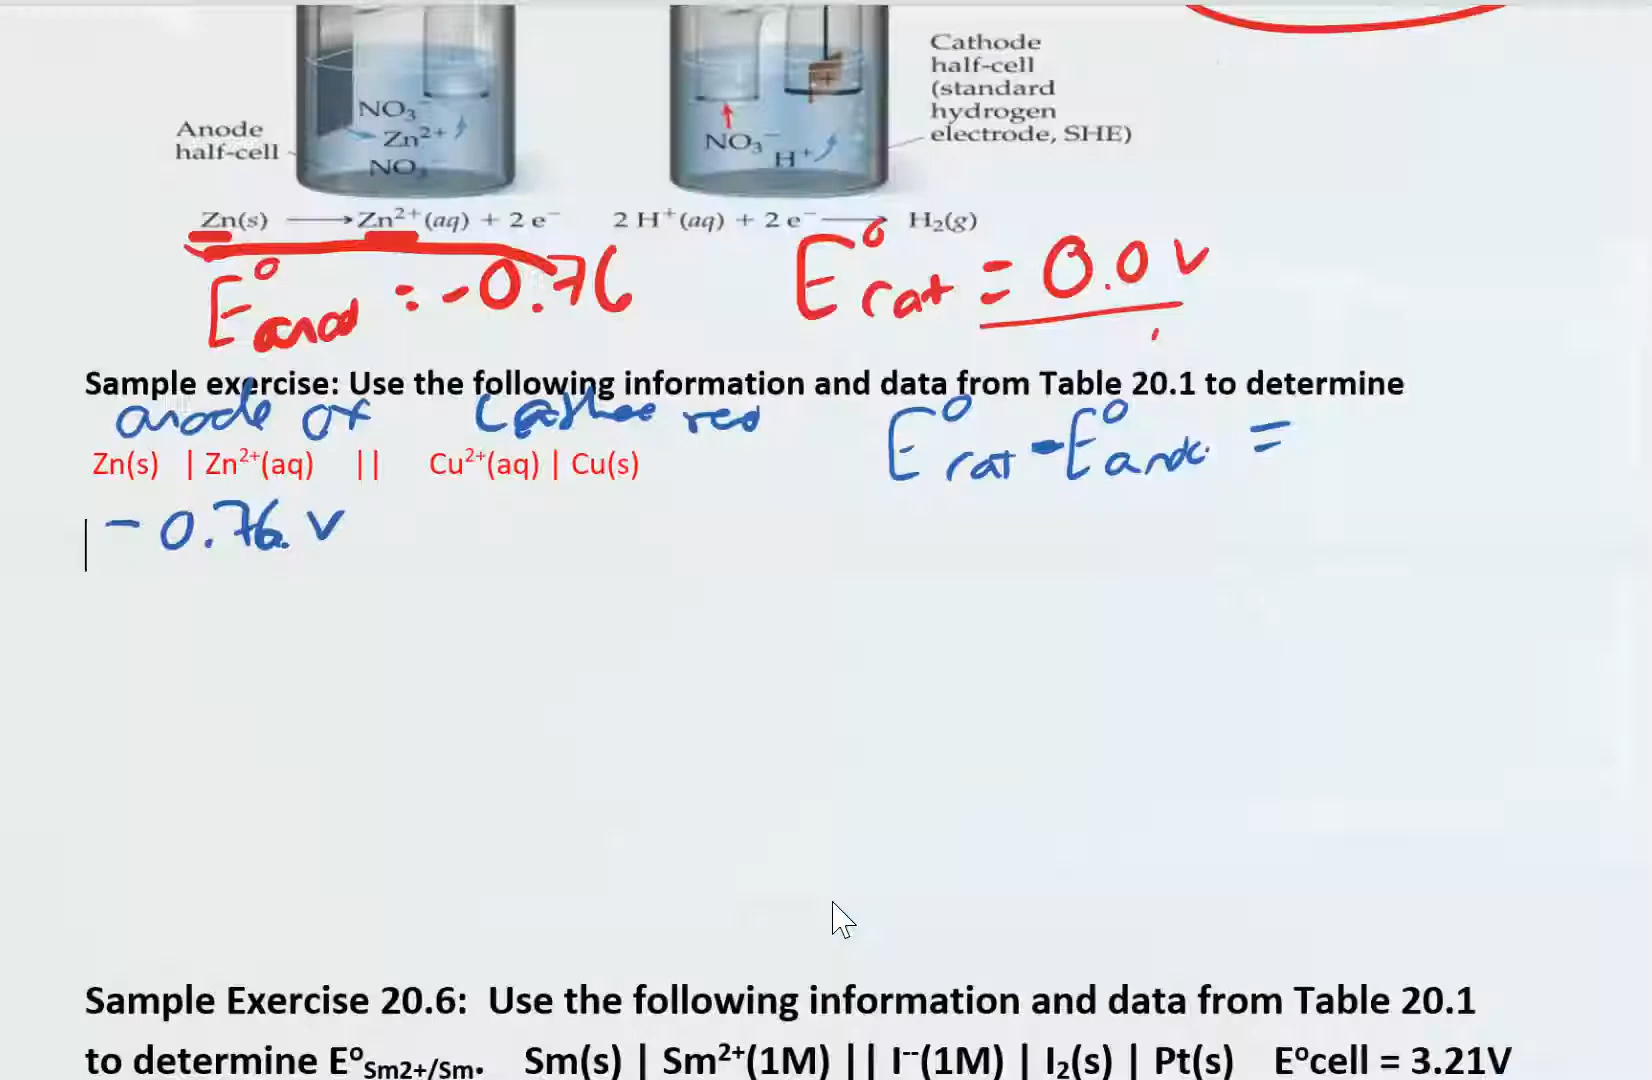 Cathode
half-cell
(standard
hydrogen
electrode, SHE)
Anode
half-cell
NO₃⁻
Zn²⁺
NO₃
NO₃⁻
H⁺
+
Zn(s) ⟶ Zn²⁺(aq) + 2 e⁻ 2 H⁺(aq) + 2 e⁻ ⟶ H₂(g)
E°anod = -0.76 E°cat = 0.0 v
Sample exercise: Use the following information and data from Table 20.1 to determine
anode ox red
E°cat - E° =
Zn(s) | Zn²⁺(aq) || Cu²⁺(aq) | Cu(s)
-0.76 v
Sample Exercise 20.6: Use the following information and data from Table 20.1
to determine E°Sm2+/Sm. Sm(s) | Sm²⁺(1M) || I⁻⁻(1M) | I₂(s) | Pt(s) E°cell = 3.21V